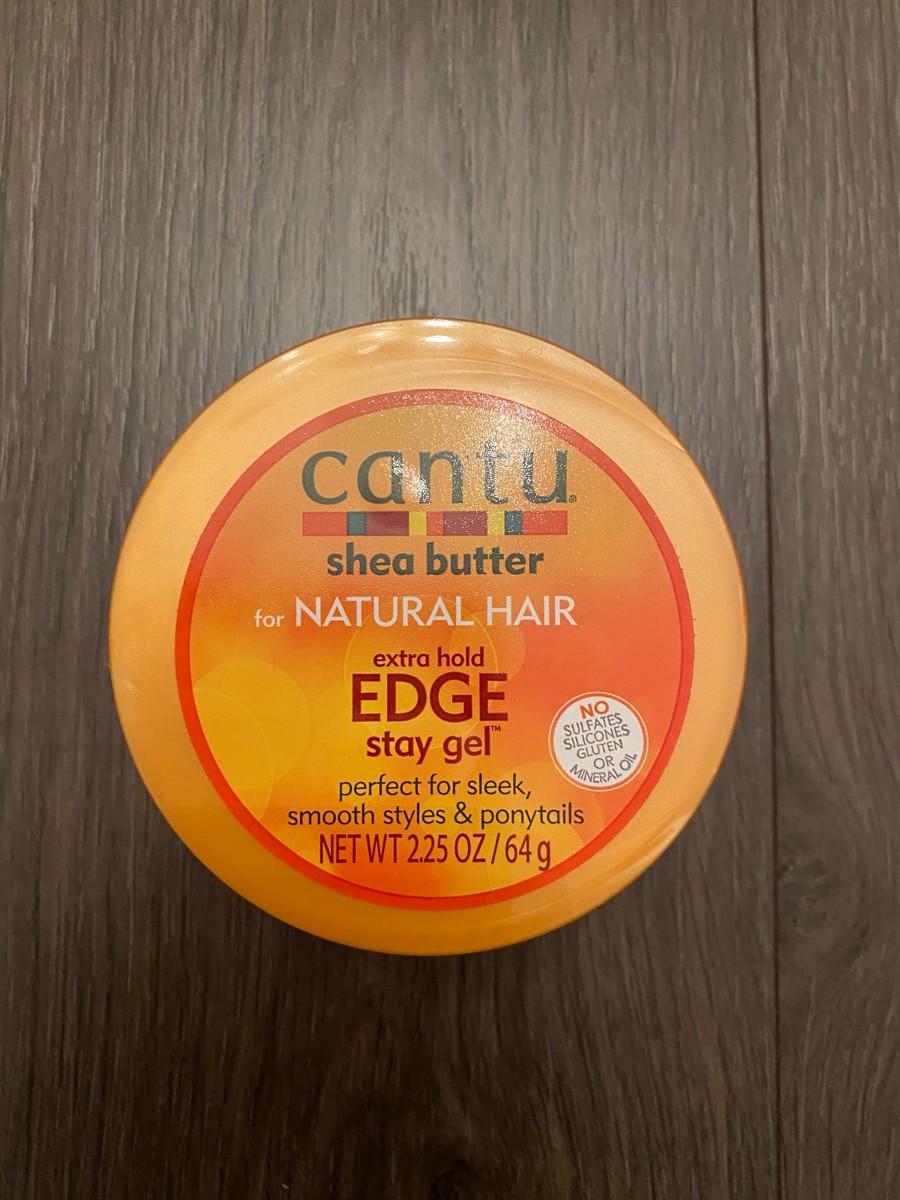 cantu®
shea butter
for NATURAL HAIR
extra hold
EDGE
stay gel™
NO
SULFATES
SILICONES
GLUTEN
OR
MINERAL OIL
perfect for sleek,
smooth styles & ponytails
NET WT 2.25 OZ / 64 g